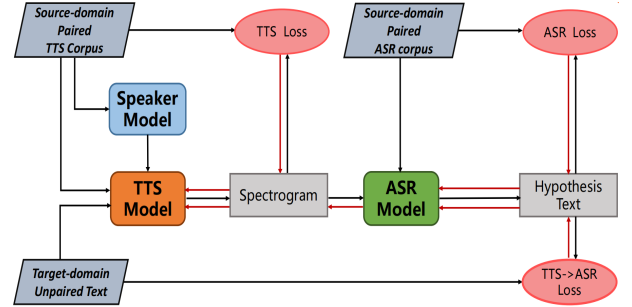 Source-domain
Paired
TTS Corpus
TTS Loss
Source-domain
Paired
ASR corpus
ASR Loss
Speaker
Model
TTS
Model
Spectrogram
ASR
Model
Hypothesis
Text
Target-domain
Unpaired Text
TTS->ASR
Loss